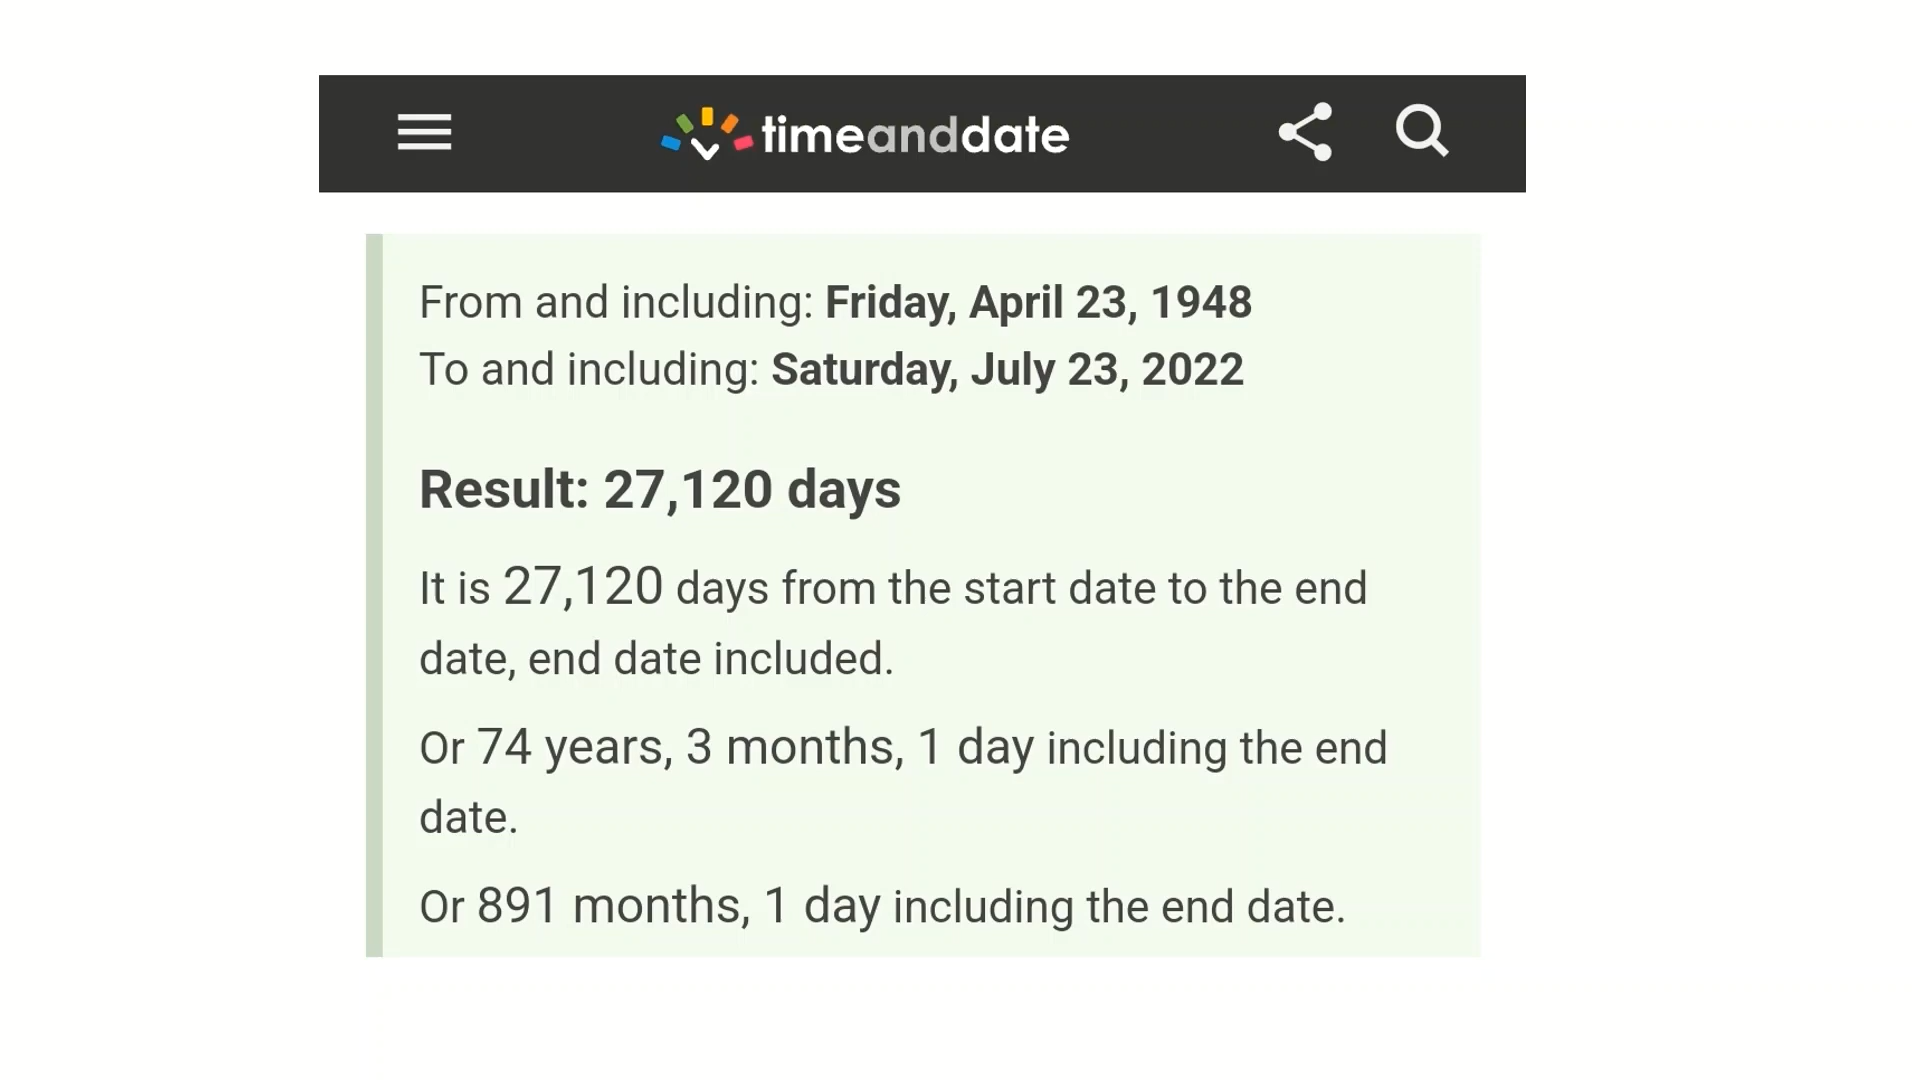 timeanddate
From and including: Friday, April 23, 1948
To and including: Saturday, July 23, 2022
Result: 27,120 days
It is 27,120 days from the start date to the end
date, end date included.
Or 74 years, 3 months, 1 day including the end
date.
Or 891 months, 1 day including the end date.